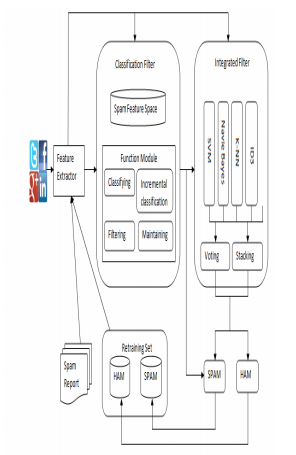 Classification Filter
Integrated Filter
Spam Feature Space
Feature
Extractor
Function Module
Classifying
Incremental
classification
Filtering
Maintaining
SVM
Navie Bayes
K-NN
ID3
Voting
Stacking
Retraining Set
HAM
SPAM
Spam
Report
SPAM
HAM